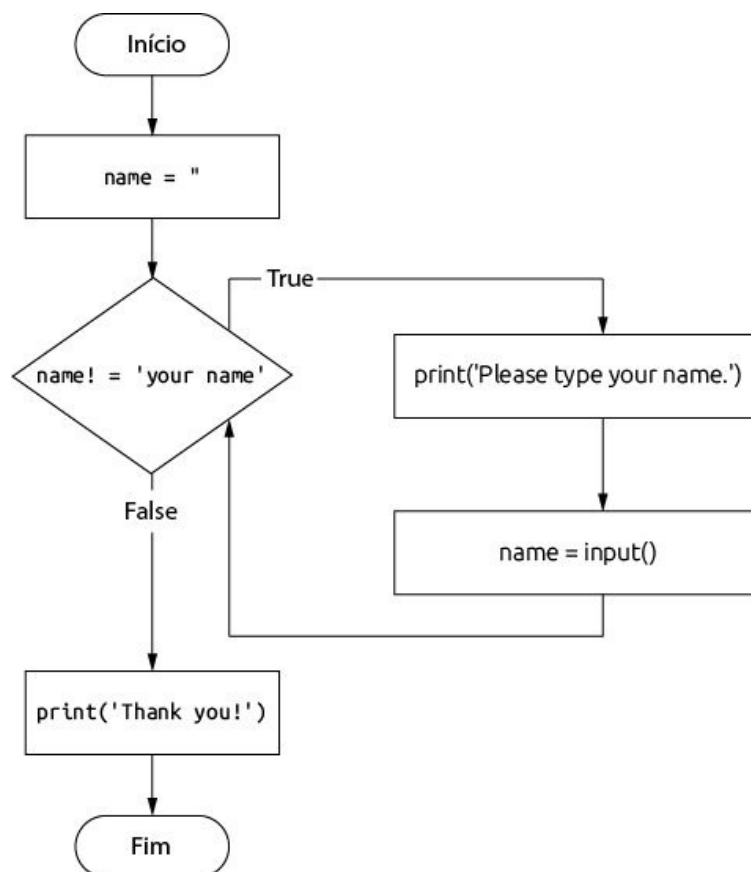 Início
name = "
True
name! = 'your name'
print('Please type your name.')
False
name = input()
print('Thank you!')
Fim